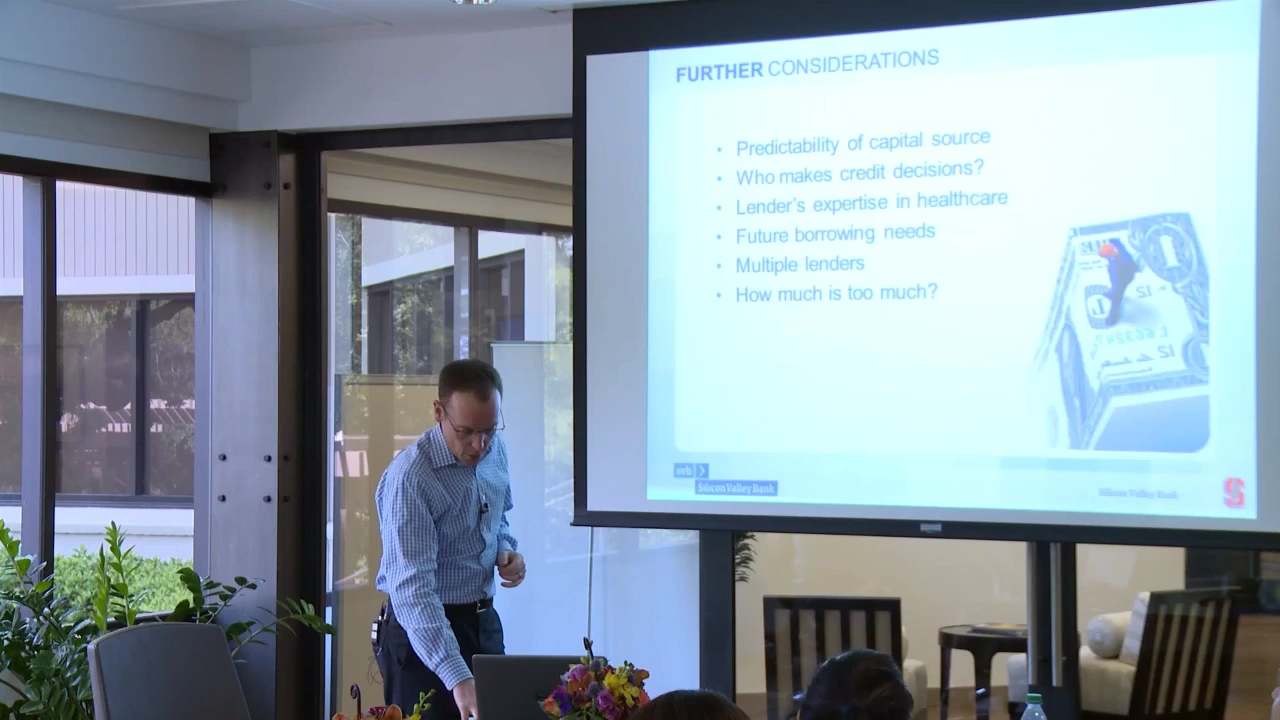 FURTHER CONSIDERATIONS
• Predictability of capital source
• Who makes credit decisions?
• Lender's expertise in healthcare
• Future borrowing needs
• Multiple lenders
• How much is too much?
svb >
Silicon Valley Bank
Silicon Valley Bank
S